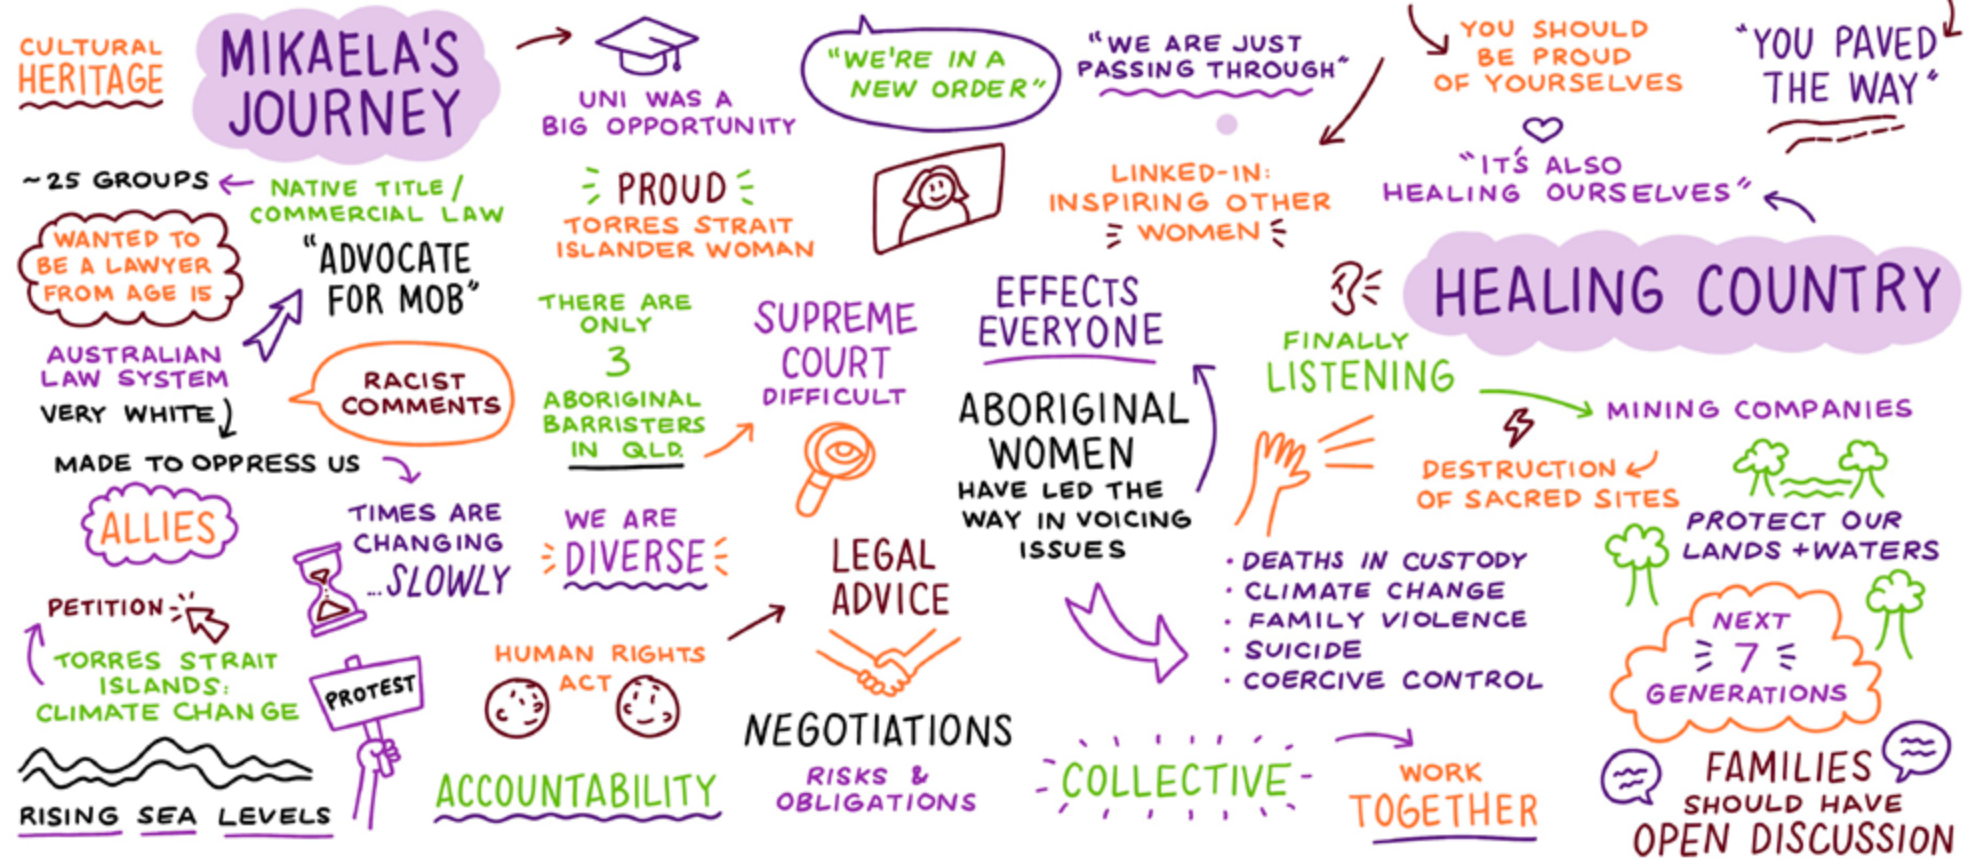 CULTURAL
HERITAGE
MIKAELA'S
JOURNEY
UNI WAS A
BIG OPPORTUNITY
~25 GROUPS
NATIVE TITLE/
COMMERCIAL LAW
WANTED TO
BE A LAWYER
FROM AGE 15
"ADVOCATE
FOR MOB"
PROUD
TORRES STRAIT
ISLANDER WOMAN
AUSTRALIAN
LAW SYSTEM
VERY WHITE
MADE TO OPPRESS US
RACIST
COMMENTS
THERE ARE
ONLY
3
ABORIGINAL
BARRISTERS
IN QLD.
SUPREME
COURT
DIFFICULT
ALLIES
TIMES ARE
CHANGING
...SLOWLY
WE ARE
DIVERSE
PETITION
TORRES STRAIT
ISLANDS:
CLIMATE CHANGE
RISING SEA LEVELS
PROTEST
HUMAN RIGHTS
ACT
ACCOUNTABILITY
LEGAL
ADVICE
NEGOTIATIONS
RISKS &
OBLIGATIONS
"WE'RE IN A
NEW ORDER"
"WE ARE JUST
PASSING THROUGH"
LINKED-IN:
INSPIRING OTHER
WOMEN
EFFECTS
EVERYONE
ABORIGINAL
WOMEN
HAVE LED THE
WAY IN VOICING
ISSUES
• DEATHS IN CUSTODY
• CLIMATE CHANGE
• FAMILY VIOLENCE
• SUICIDE
• COERCIVE CONTROL
COLLECTIVE
WORK
TOGETHER
YOU SHOULD
BE PROUD
OF YOURSELVES
"YOU PAVED
THE WAY"
"IT'S ALSO
HEALING OURSELVES"
HEALING COUNTRY
FINALLY
LISTENING
MINING COMPANIES
DESTRUCTION
OF SACRED SITES
PROTECT OUR
LANDS +WATERS
NEXT
7
GENERATIONS
FAMILIES
SHOULD HAVE
OPEN DISCUSSION